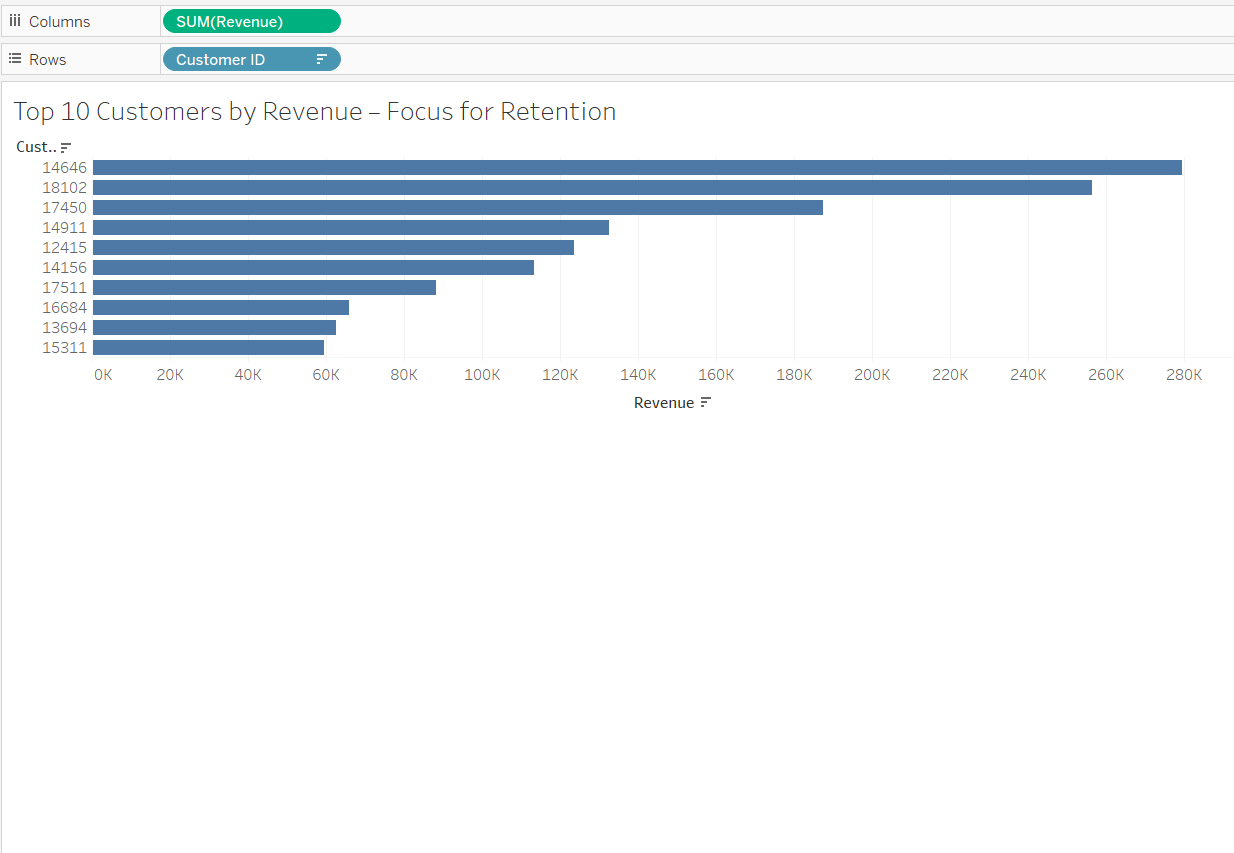 Columns SUM(Revenue)
Rows Customer ID
Top 10 Customers by Revenue – Focus for Retention
Cust..
14646
18102
17450
14911
12415
14156
17511
16684
13694
15311
0K 20K 40K 60K 80K 100K 120K 140K 160K 180K 200K 220K 240K 260K 280K
Revenue